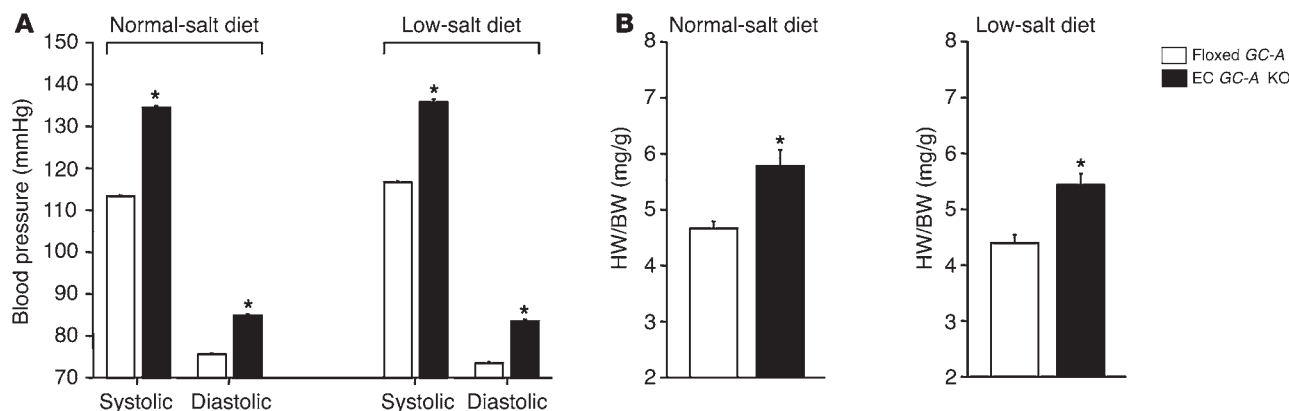 A
Normal-salt diet
Low-salt diet
Blood pressure (mmHg)
150
140
130
120
110
100
90
80
70
*
*
*
*
Systolic
Diastolic
Systolic
Diastolic
B
Normal-salt diet
HW/BW (mg/g)
8
7
6
5
4
3
2
*
Low-salt diet
HW/BW (mg/g)
8
7
6
5
4
3
2
*
Floxed GC-A
EC GC-A KO